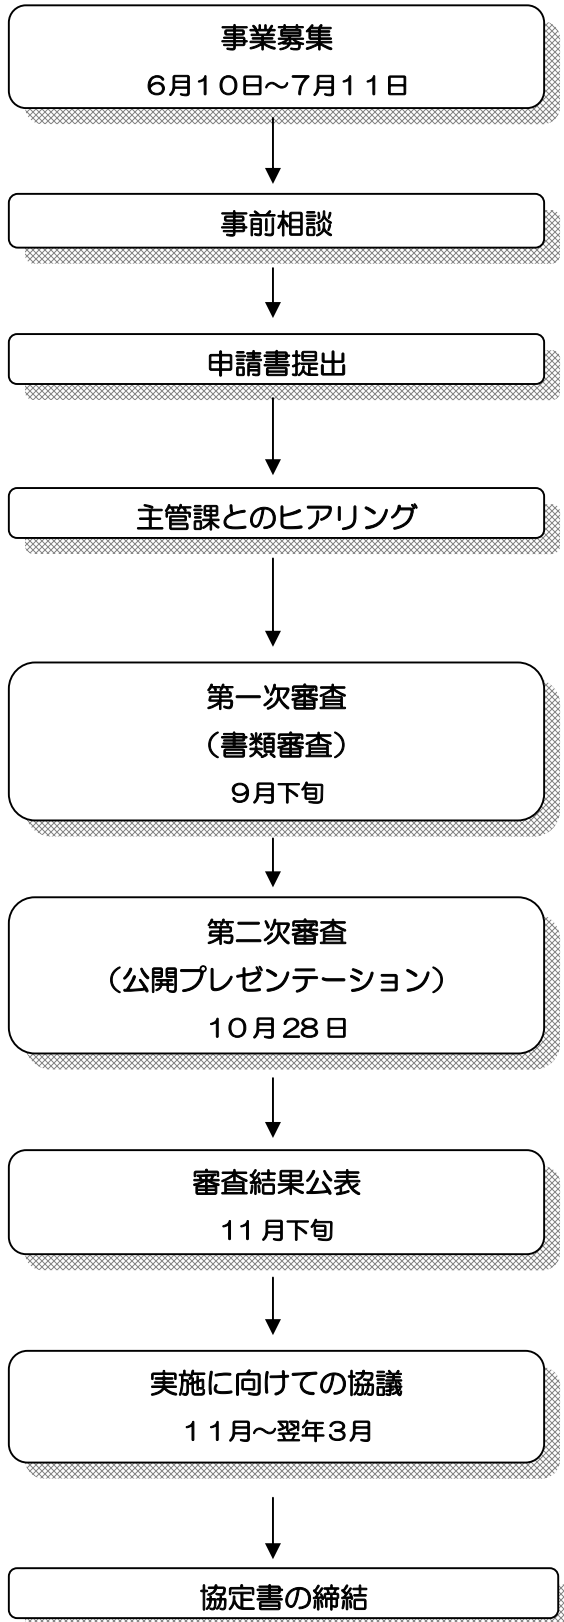 事業募集
６月１０日～７月１１日
事前相談
申請書提出
主管課とのヒアリング
第一次審査
（書類審査）
９月下旬
第二次審査
（公開プレゼンテーション）
１０月 28 日
審査結果公表
11 月下旬
実施に向けての協議
１１月～翌年３月
協定書の締結